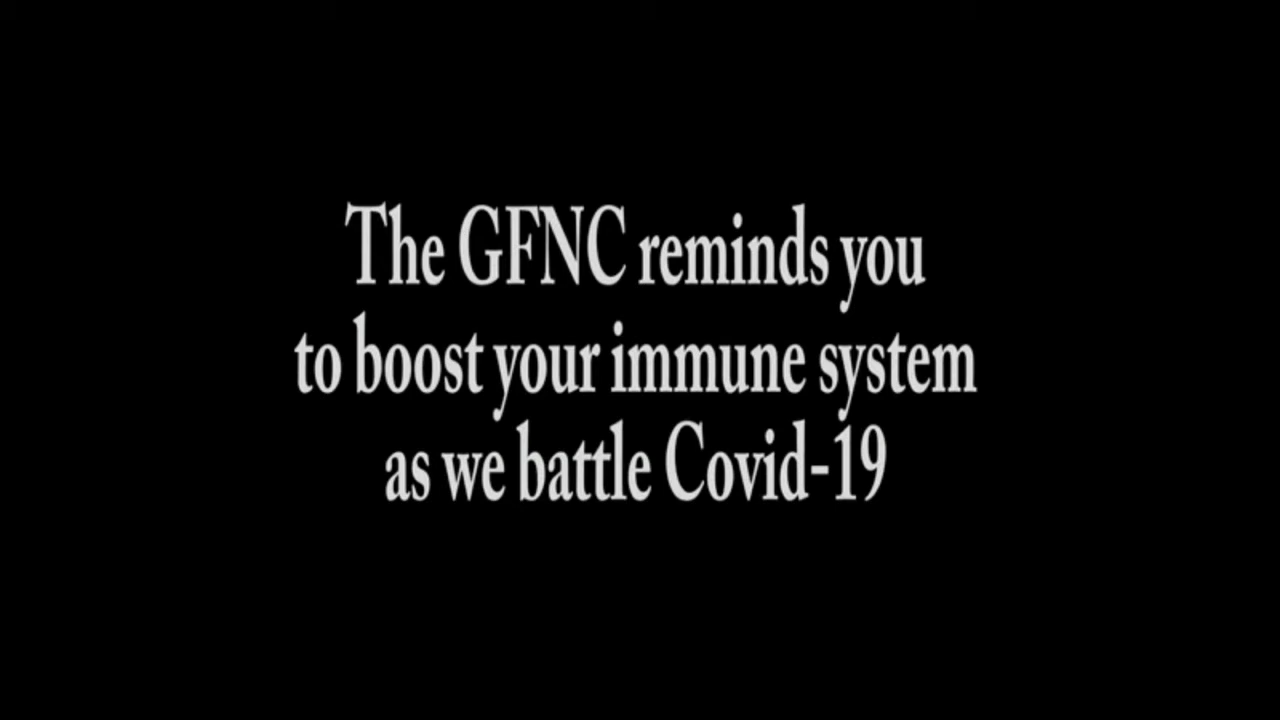 The GFNC reminds you
to boost your immune system
as we battle Covid-19